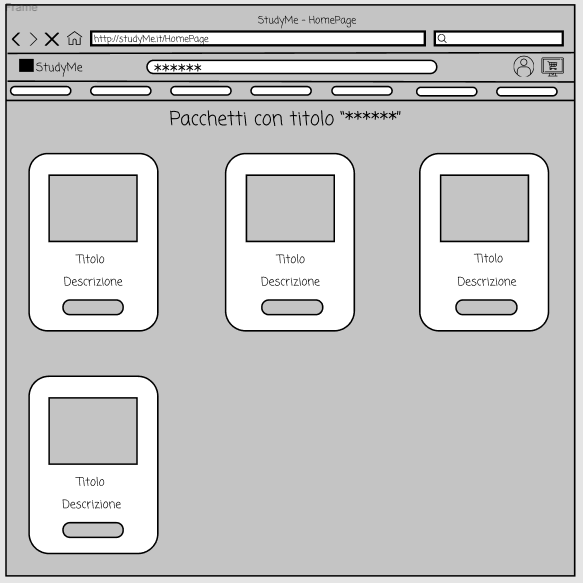 Frame
StudyMe - HomePage
http://studyMe.it/HomePage
StudyMe
******
Pacchetti con titolo "******"
Titolo
Descrizione
Titolo
Descrizione
Titolo
Descrizione
Titolo
Descrizione